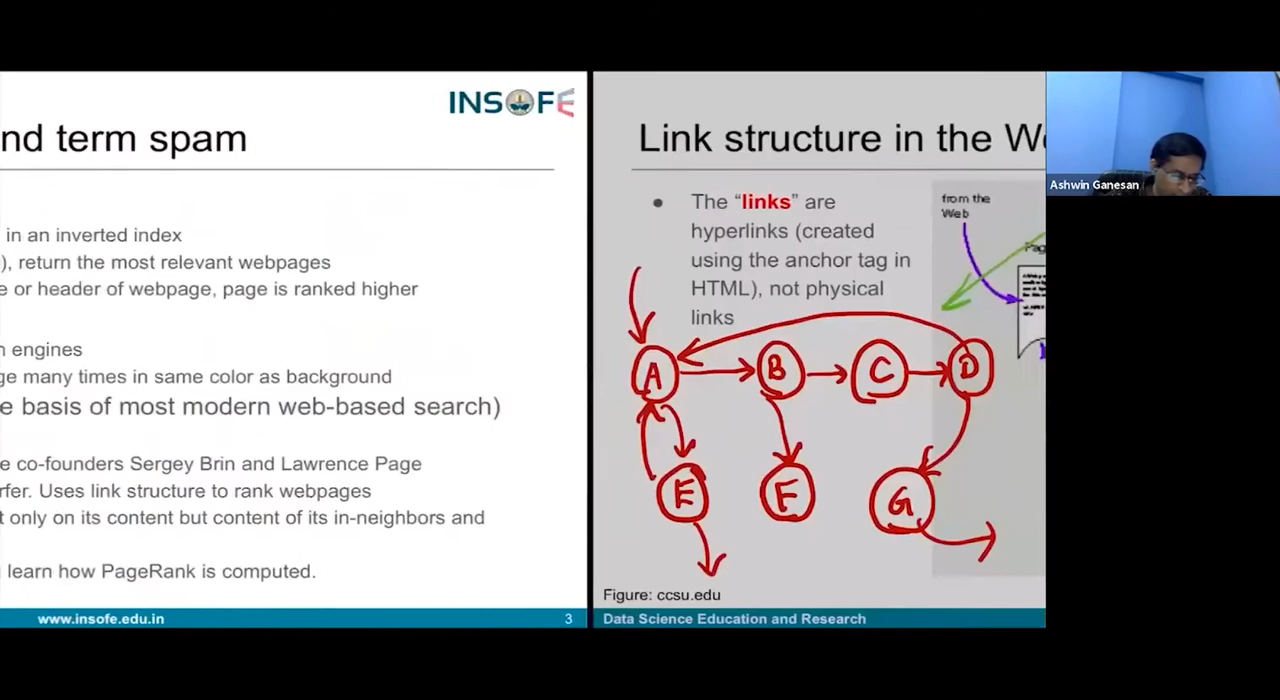 INSOFE
nd term spam
in an inverted index
), return the most relevant webpages
e or header of webpage, page is ranked higher
n engines
ge many times in same color as background
e basis of most modern web-based search)
e co-founders Sergey Brin and Lawrence Page
rfer. Uses link structure to rank webpages
t only on its content but content of its in-neighbors and
learn how PageRank is computed.
www.insofe.edu.in
3
Link structure in the We
● The “links” are
hyperlinks (created
using the anchor tag in
HTML), not physical
links
from the
Web
Pag
A B C D
E F G
Figure: ccsu.edu
Data Science Education and Research
Ashwin Ganesan